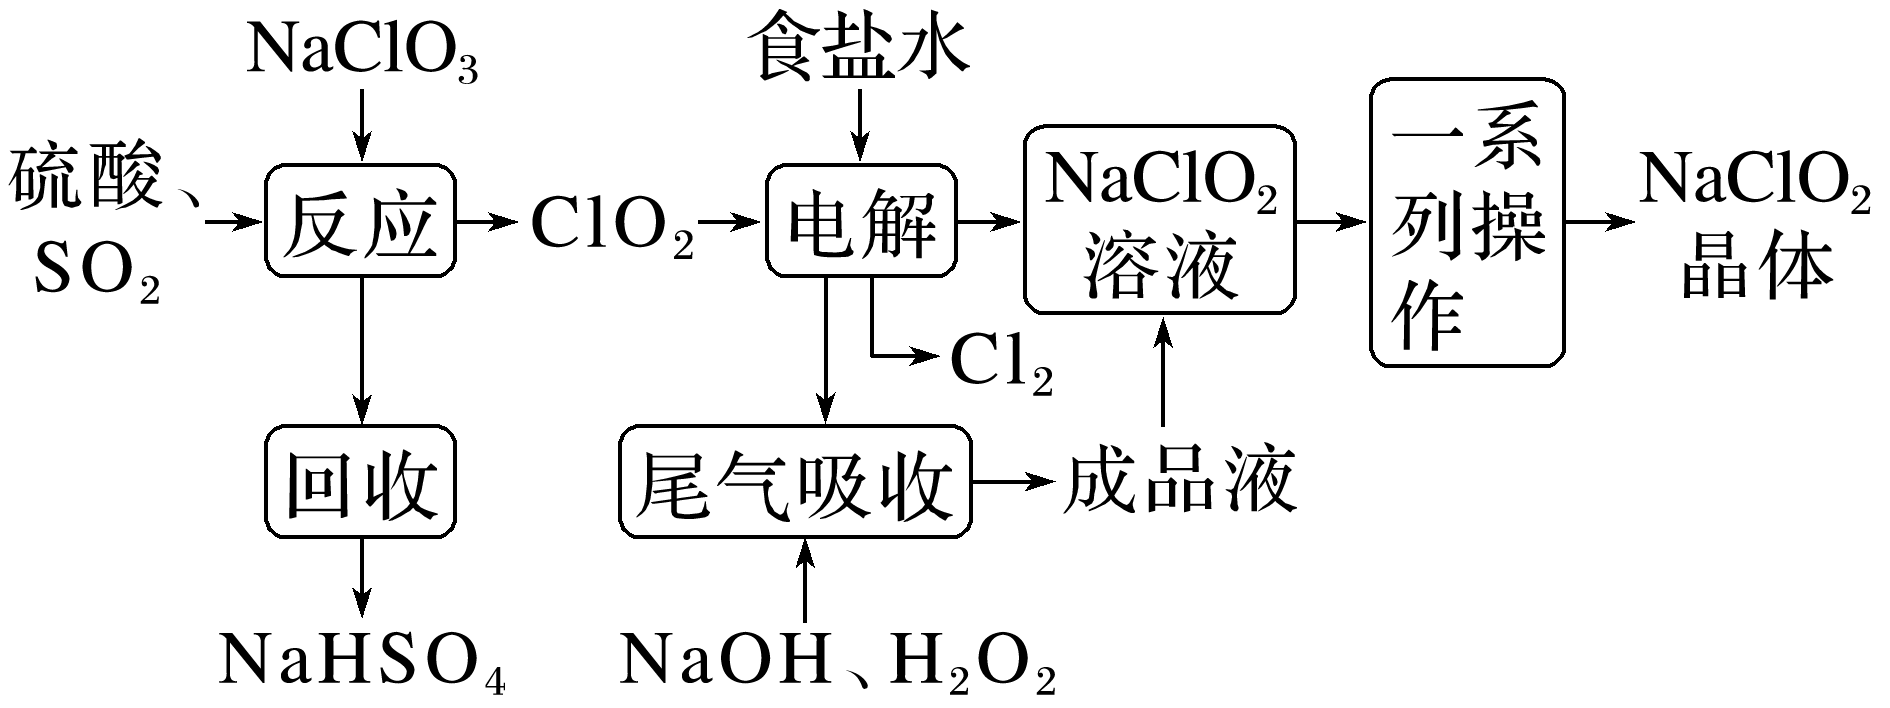 NaClO₃
食盐水
硫酸、
SO₂
反应
ClO₂
电解
NaClO₂
溶液
一系
列操
作
NaClO₂
晶体
Cl₂
回收
尾气吸收
成品液
NaHSO₄
NaOH、H₂O₂